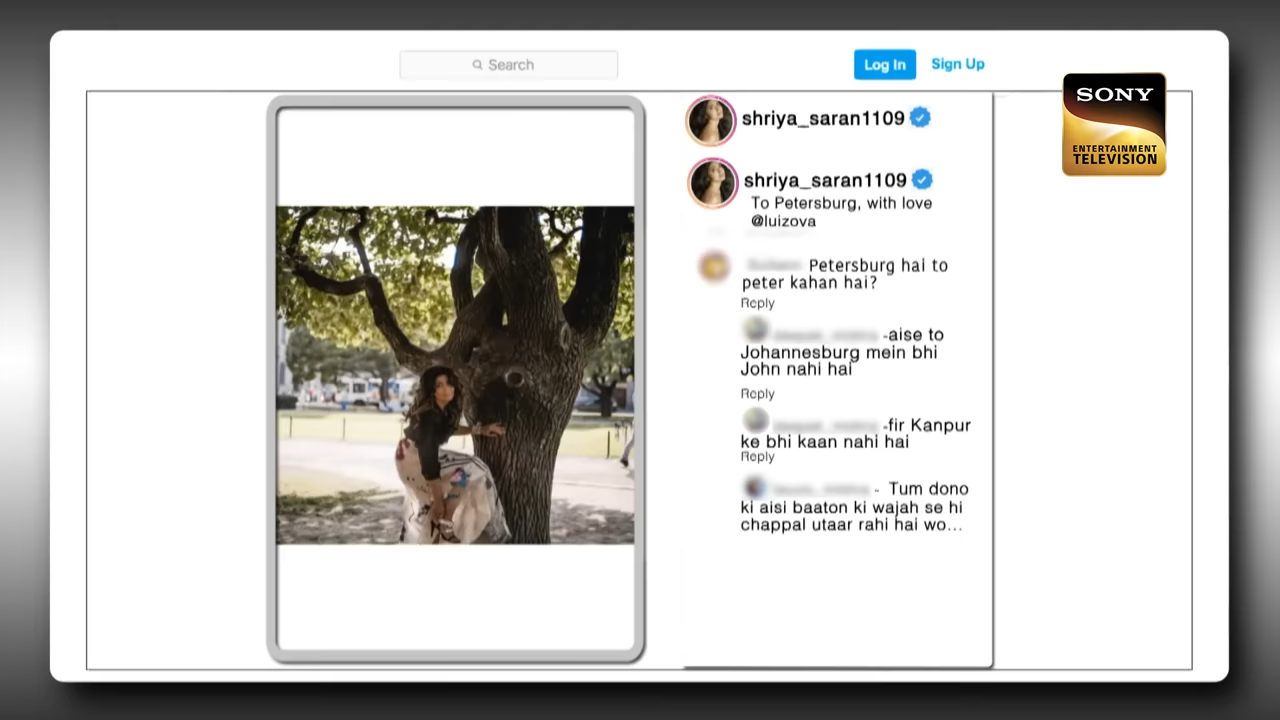 Search
Log In
Sign Up
SONY
ENTERTAINMENT
TELEVISION
shriya_saran1109
shriya_saran1109
To Petersburg, with love
@luizova
Petersburg hai to
peter kahan hai?
Reply
-aise to
Johannesburg mein bhi
John nahi hai
Reply
-fir Kanpur
ke bhi kaan nahi hai
Reply
- Tum dono
ki aisi baaton ki wajah se hi
chappal utaar rahi hai wo...